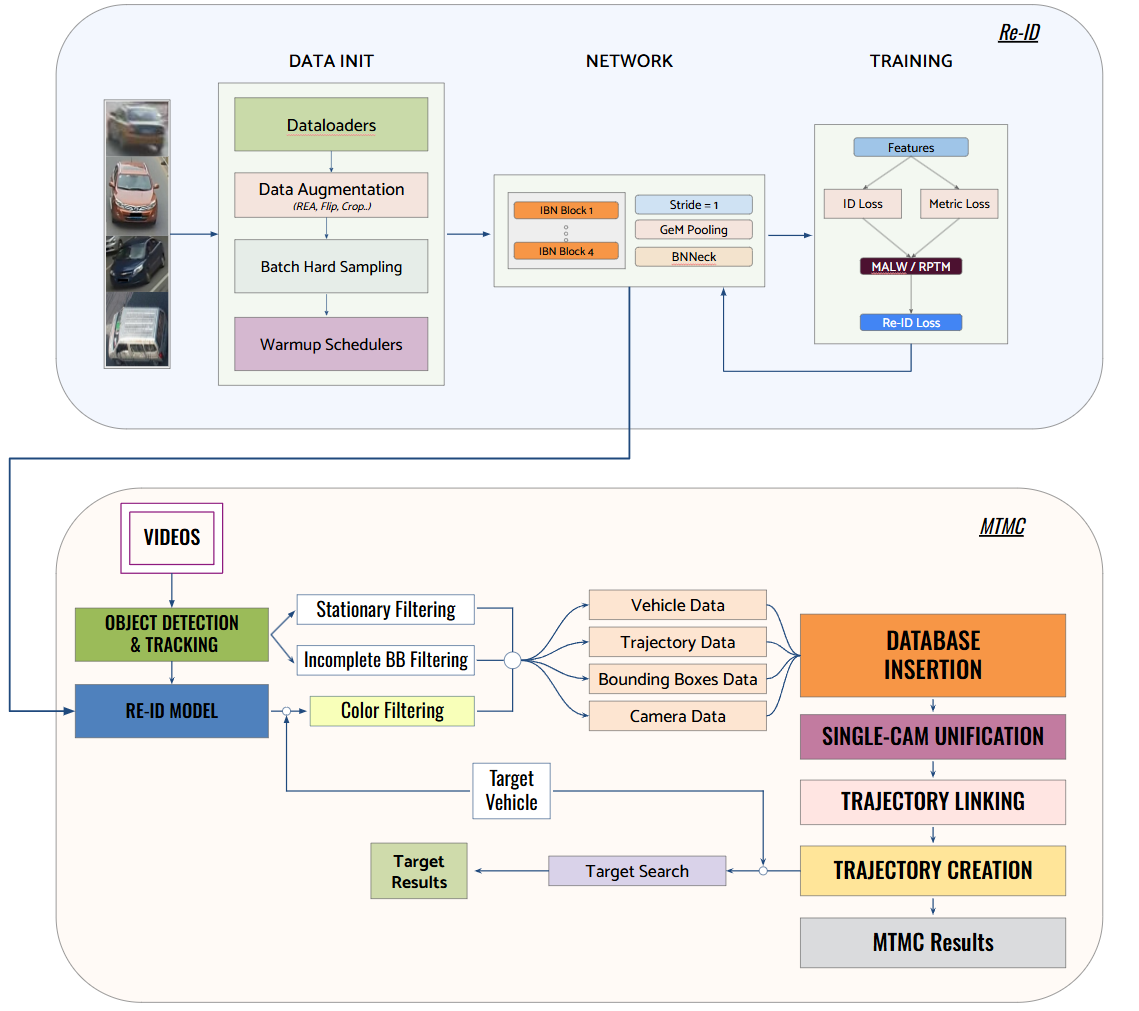 Re-ID
DATA INIT
NETWORK
TRAINING
Dataloaders
Data Augmentation
(REA, Flip, Crop..)
Batch Hard Sampling
Warmup Schedulers
IBN Block 1
IBN Block 4
Stride = 1
GeM Pooling
BNNeck
Features
ID Loss
Metric Loss
MALW / RPTM
Re-ID Loss
MTMC
VIDEOS
OBJECT DETECTION
& TRACKING
RE-ID MODEL
Stationary Filtering
Incomplete BB Filtering
Color Filtering
Vehicle Data
Trajectory Data
Bounding Boxes Data
Camera Data
DATABASE
INSERTION
SINGLE-CAM UNIFICATION
TRAJECTORY LINKING
TRAJECTORY CREATION
MTMC Results
Target
Vehicle
Target Search
Target
Results